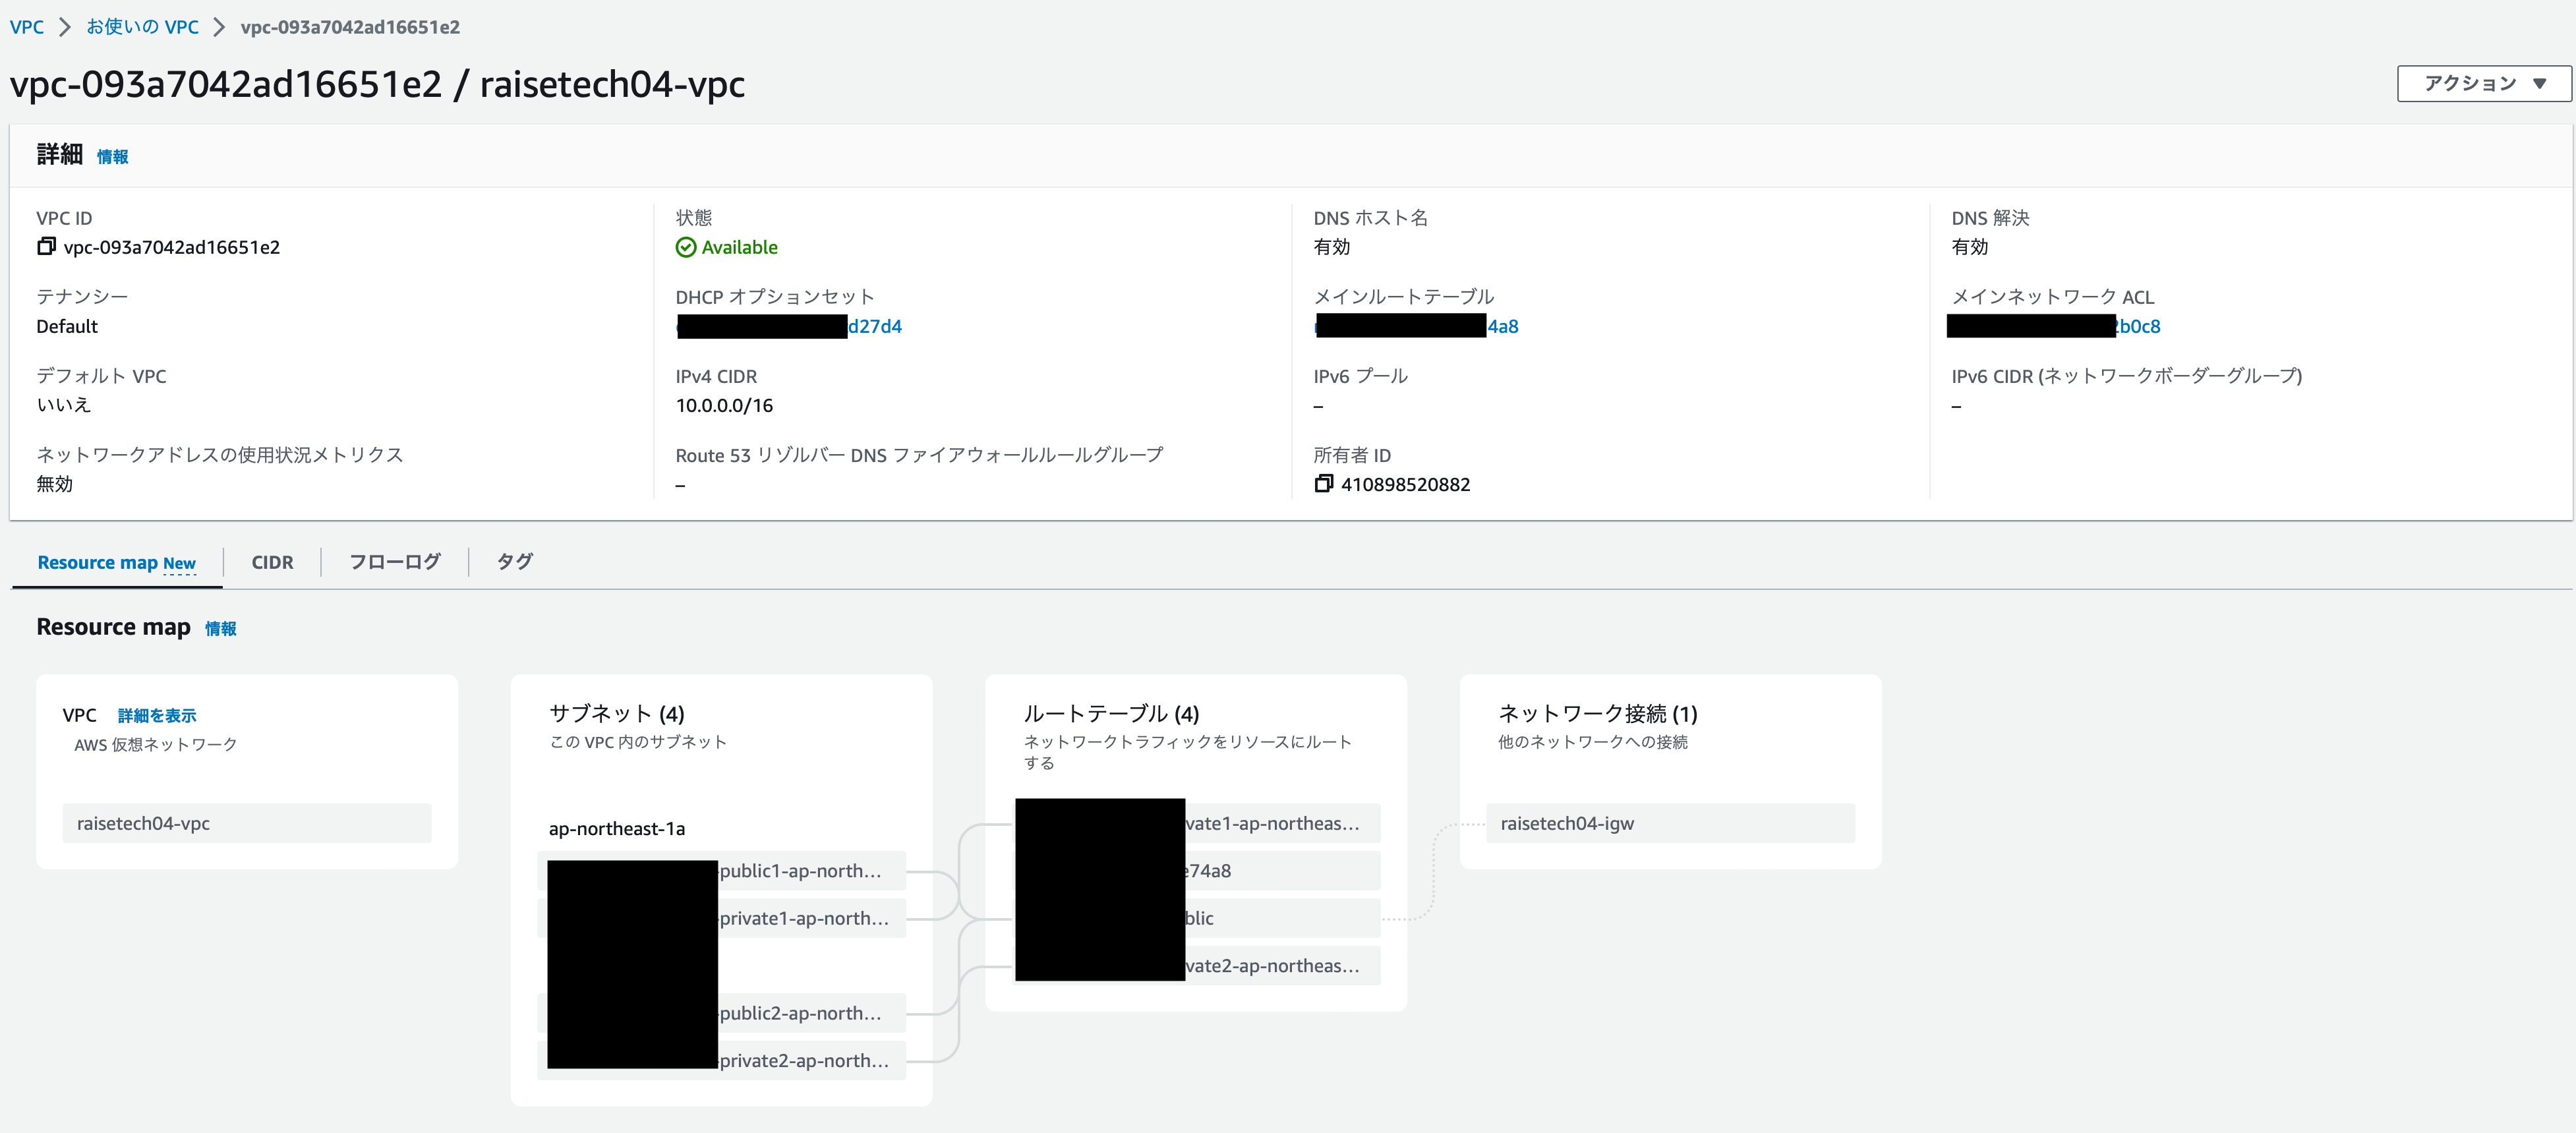 VPC > お使いの VPC > vpc-093a7042ad16651e2
vpc-093a7042ad16651e2 / raisetech04-vpc
アクション ▼
詳細 情報
VPC ID
vpc-093a7042ad16651e2
状態
Available
DNS ホスト名
有効
DNS 解決
有効
テナンシー
Default
DHCP オプションセット
d27d4
メインルートテーブル
4a8
メインネットワーク ACL
b0c8
デフォルト VPC
いいえ
IPv4 CIDR
10.0.0.0/16
IPv6 プール
–
IPv6 CIDR (ネットワークボーダーグループ)
–
ネットワークアドレスの使用状況メトリクス
無効
Route 53 リゾルバー DNS ファイアウォールルールグループ
–
所有者 ID
410898520882
Resource map New
CIDR
フローログ
タグ
Resource map 情報
VPC 詳細を表示
AWS 仮想ネットワーク
raisetech04-vpc
サブネット (4)
この VPC 内のサブネット
ap-northeast-1a
-public1-ap-north...
-private1-ap-north...
-public2-ap-north...
-private2-ap-north...
ルートテーブル (4)
ネットワークトラフィックをリソースにルート
する
vate1-ap-northeas...
e74a8
blic
vate2-ap-northeas...
ネットワーク接続 (1)
他のネットワークへの接続
raisetech04-igw